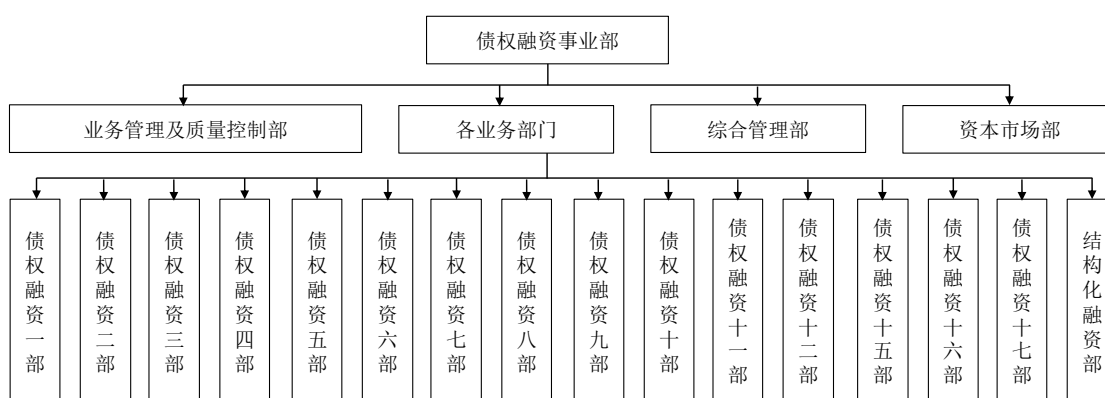 债权融资事业部
业务管理及质量控制部
各业务部门
综合管理部
资本市场部
债权融资一部
债权融资二部
债权融资三部
债权融资四部
债权融资五部
债权融资六部
债权融资七部
债权融资八部
债权融资九部
债权融资十部
债权融资十一部
债权融资十二部
债权融资十五部
债权融资十六部
债权融资十七部
结构化融资部